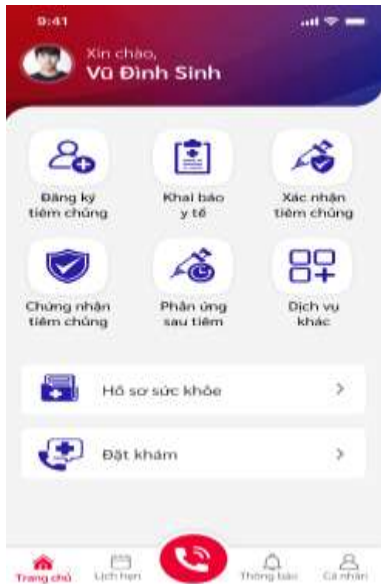 9:41
Xin chào,
Vũ Đình Sinh
Đăng ký
tiêm chủng
Khai báo
y tế
Xác nhận
tiêm chủng
Chứng nhận
tiêm chủng
Phản ứng
sau tiêm
Dịch vụ
khác
Hồ sơ sức khỏe
Đặt khám
Trang chủ
Lịch hẹn
Thông báo
Cá nhân